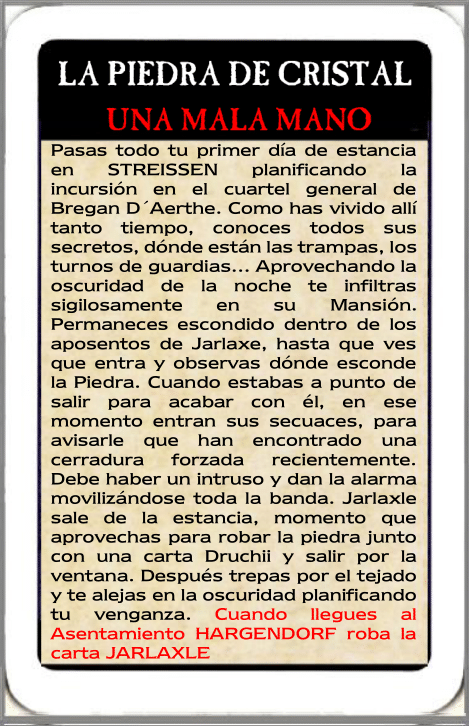 LA PIEDRA DE CRISTAL
UNA MALA MANO
Pasas todo tu primer día de estancia
en STREISSEN planificando la
incursión en el cuartel general de
Bregan D´Aerthe. Como has vivido allí
tanto tiempo, conoces todos sus
secretos, dónde están las trampas, los
turnos de guardias... Aprovechando la
oscuridad de la noche te infiltras
sigilosamente en su Mansión.
Permaneces escondido dentro de los
aposentos de Jarlaxe, hasta que ves
que entra y observas dónde esconde
la Piedra. Cuando estabas a punto de
salir para acabar con él, en ese
momento entran sus secuaces, para
avisarle que han encontrado una
cerradura forzada recientemente.
Debe haber un intruso y dan la alarma
movilizándose toda la banda. Jarlaxle
sale de la estancia, momento que
aprovechas para robar la piedra junto
con una carta Druchii y salir por la
ventana. Después trepas por el tejado
y te alejas en la oscuridad planificando
tu venganza. Cuando llegues al
Asentamiento HARGENDORF roba la
carta JARLAXLE